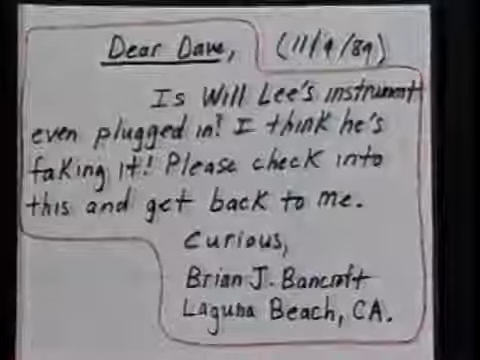 Dear Dave, (11/9/89)
Is Will Lee's instrument
even plugged in? I think he's
faking it! Please check into
this and get back to me.
Curious,
Brian J. Bancroft
Laguna Beach, CA.